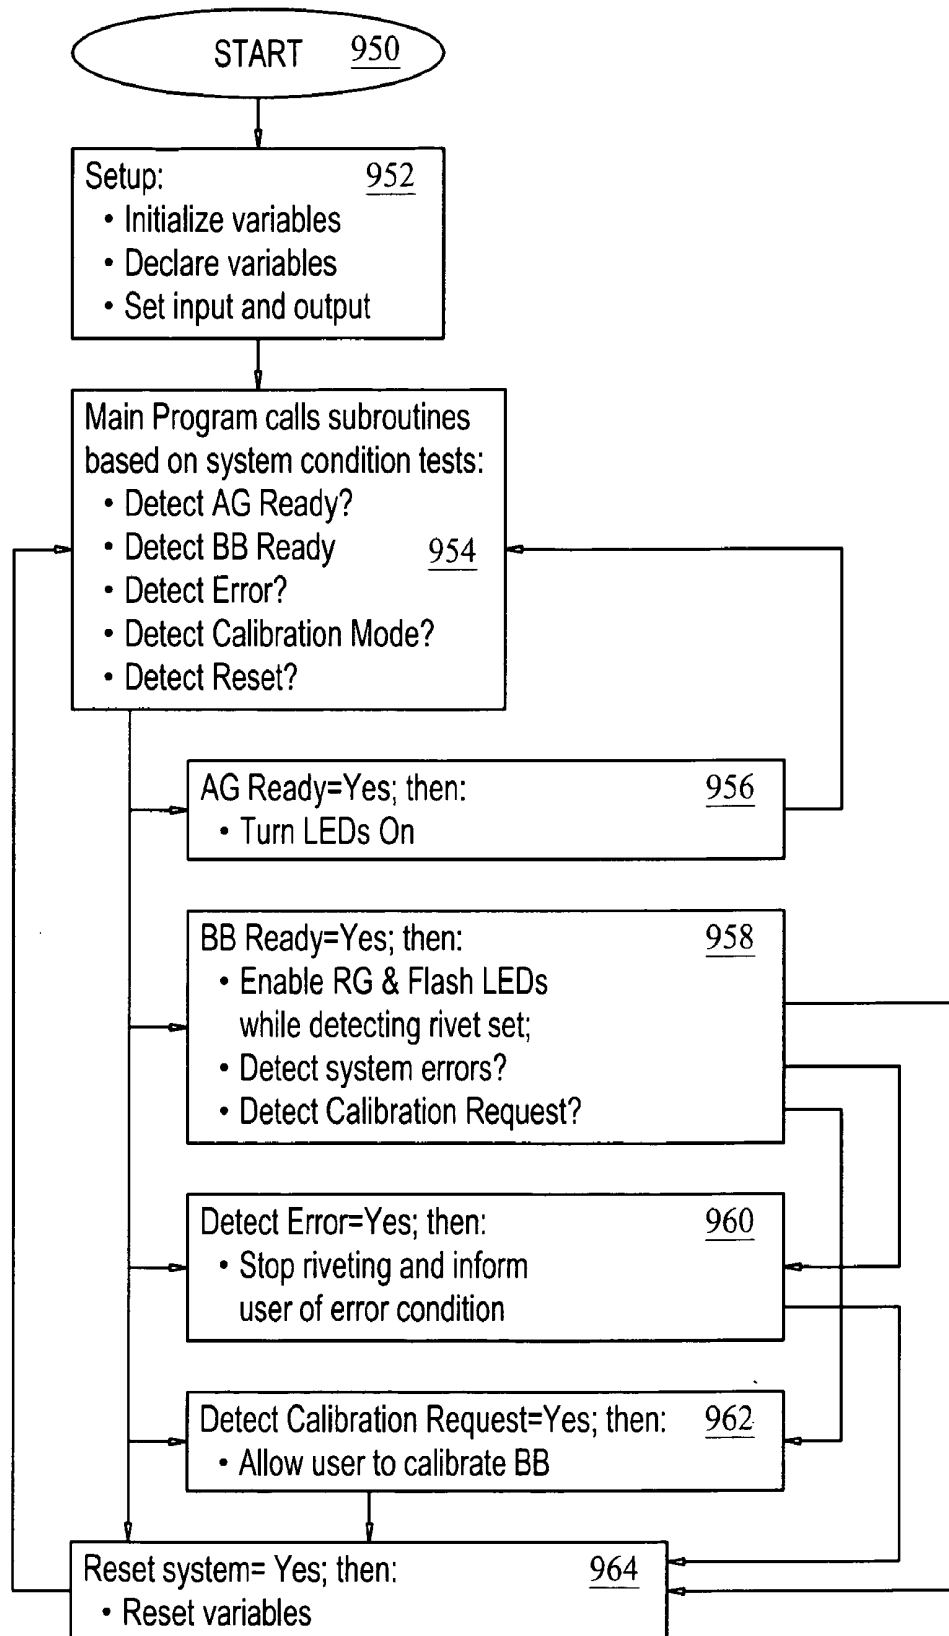 START 950
Setup: 952
• Initialize variables
• Declare variables
• Set input and output
Main Program calls subroutines
based on system condition tests:
• Detect AG Ready?
• Detect BB Ready 954
• Detect Error?
• Detect Calibration Mode?
• Detect Reset?
AG Ready=Yes; then: 956
• Turn LEDs On
BB Ready=Yes; then: 958
• Enable RG & Flash LEDs
while detecting rivet set;
• Detect system errors?
• Detect Calibration Request?
Detect Error=Yes; then: 960
• Stop riveting and inform
user of error condition
Detect Calibration Request=Yes; then: 962
• Allow user to calibrate BB
Reset system= Yes; then: 964
• Reset variables